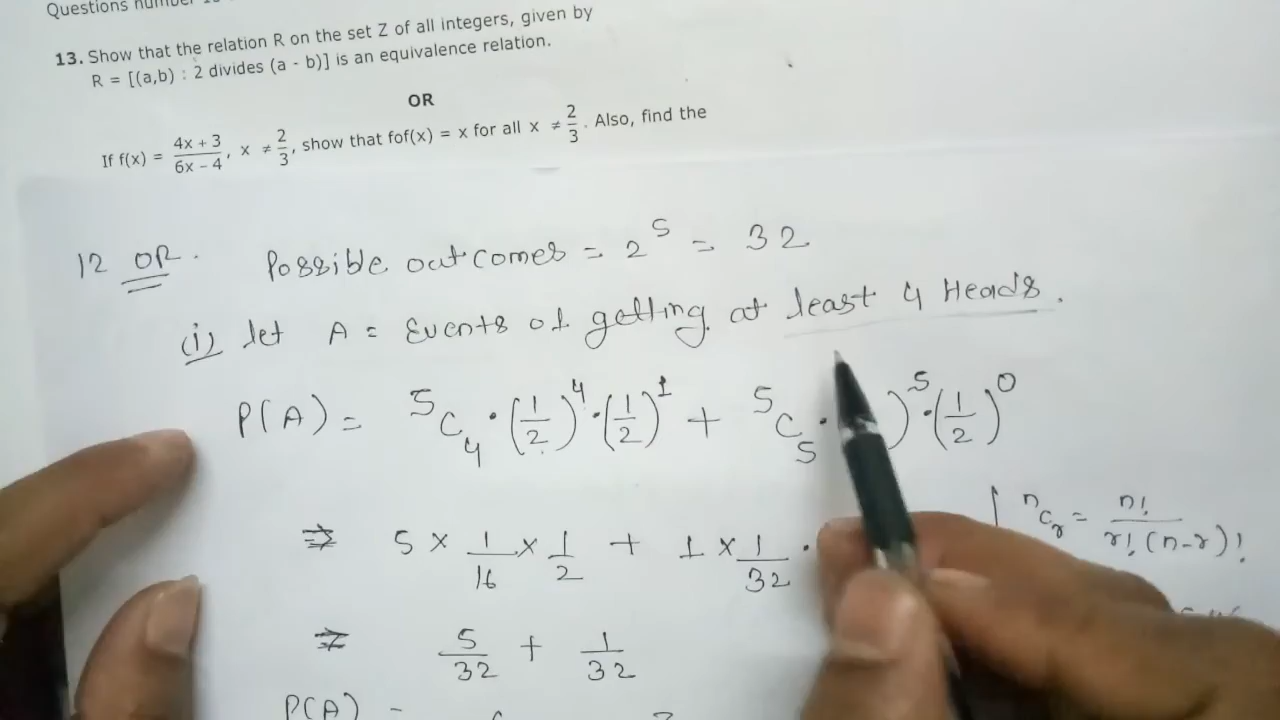 Questions number
13. Show that the relation R on the set Z of all integers, given by
R = [(a,b) : 2 divides (a - b)] is an equivalence relation.
OR
If f(x) = (4x + 3)/(6x – 4), x ≠ 2/3, show that fof(x) = x for all x ≠ 2/3. Also, find the
12 OR. Possible outcomes = 2^5 = 32
(i) let A = Events of getting at least 4 Heads.
P(A) = ⁵C₄ · (1/2)^4 · (1/2)^1 + ⁵C₅ · )^5 · (1/2)^0
⇒ 5 × 1/16 × 1/2 + 1 × 1/32 ·
ⁿCᵣ = n!/r!(n-r)!
⇒ 5/32 + 1/32
P(A) =